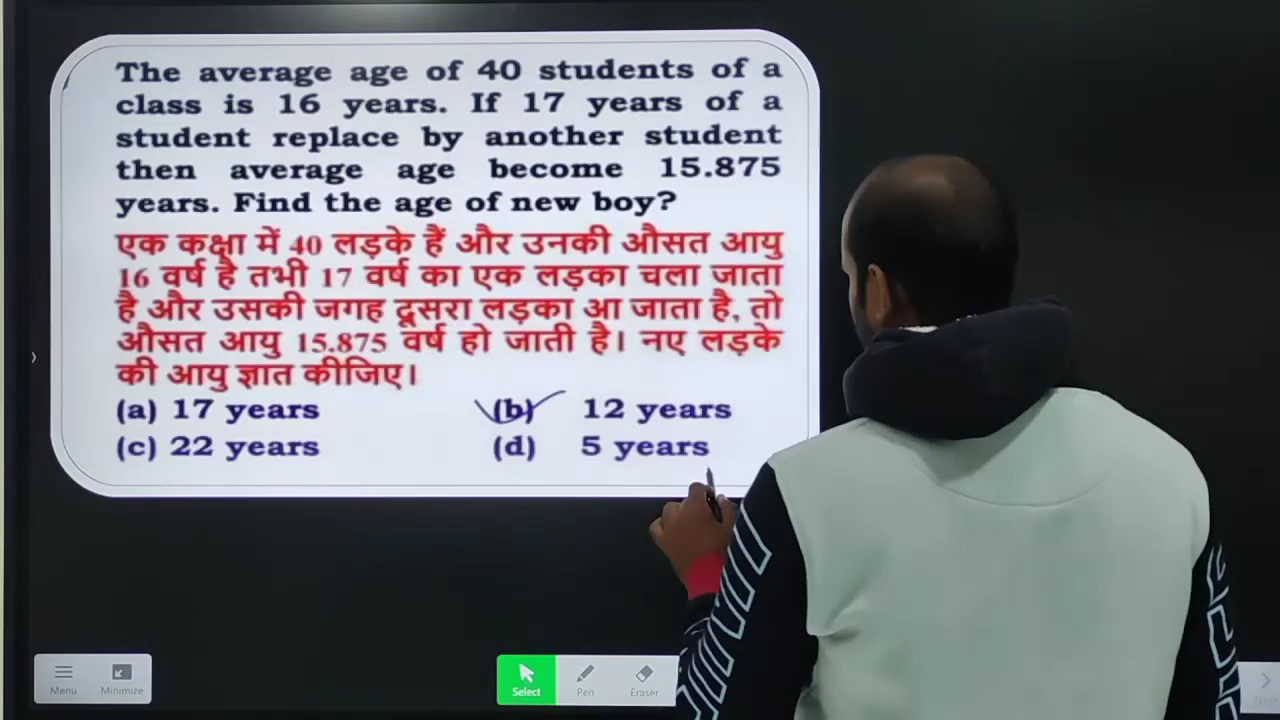 The average age of 40 students of a
class is 16 years. If 17 years of a
student replace by another student
then average age become 15.875
years. Find the age of new boy?
एक कक्षा में 40 लड़के हैं और उनकी औसत आयु
16 वर्ष है तभी 17 वर्ष का एक लड़का चला जाता
है और उसकी जगह दूसरा लड़का आ जाता है, तो
औसत आयु 15.875 वर्ष हो जाती है। नए लड़के
की आयु ज्ञात कीजिए।
(a) 17 years (b) 12 years
(c) 22 years (d) 5 years
Menu Minimize Select Pen Eraser